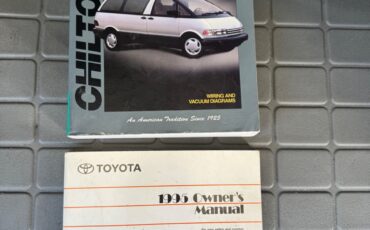 CHILTO
WIRING AND
VACUUM DIAGRAMS
An American Tradition Since 1925
TOYOTA
1995 Owner's
Manual